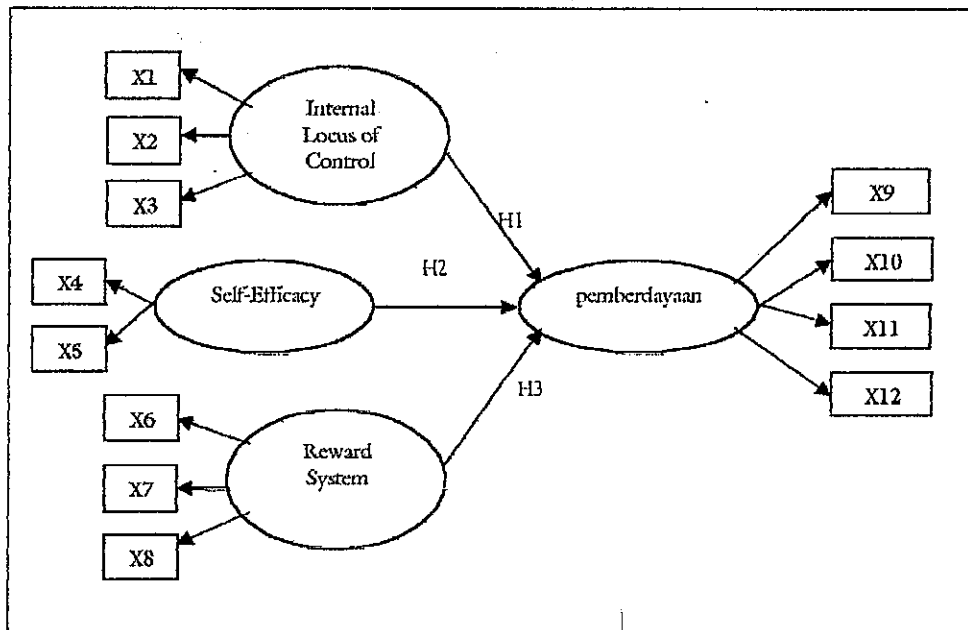 X1
X2
X3
Internal
Locus of
Control
H1
X4
X5
Self-Efficacy
H2
pemberdayaan
X9
X10
X11
X12
H3
X6
X7
X8
Reward
System